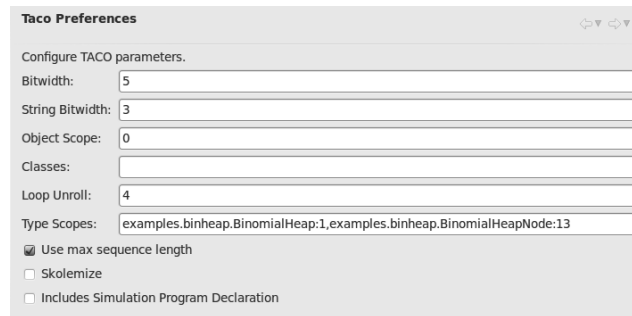 Taco Preferences
Configure TACO parameters.
Bitwidth: 5
String Bitwidth: 3
Object Scope: 0
Classes:
Loop Unroll: 4
Type Scopes: examples.binheap.BinomialHeap:1,examples.binheap.BinomialHeapNode:13
Use max sequence length
Skolemize
Includes Simulation Program Declaration